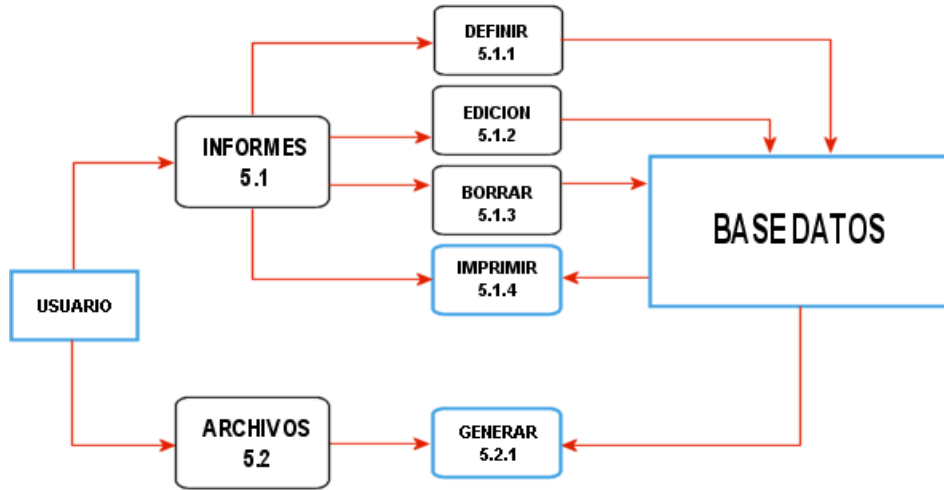 DEFINIR
5.1.1
EDICION
5.1.2
INFORMES
5.1
BORRAR
5.1.3
BASE DATOS
IMPRIMIR
5.1.4
USUARIO
ARCHIVOS
5.2
GENERAR
5.2.1